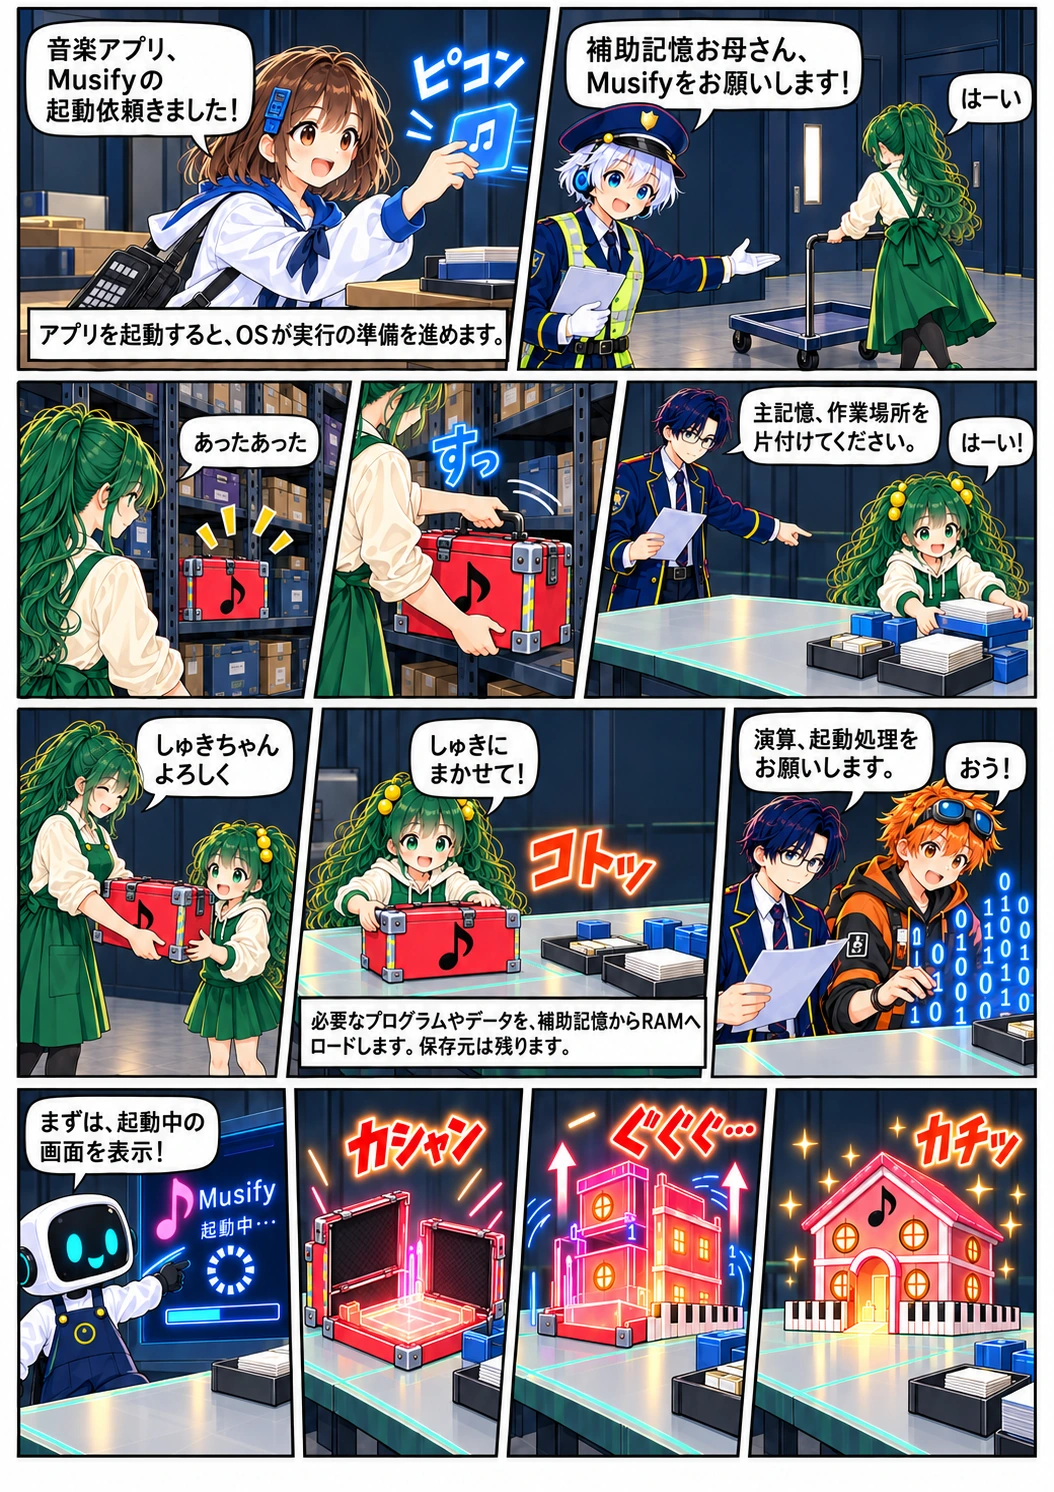 音楽アプリ、
Musifyの
起動依頼きました!
ピコン
アプリを起動すると、OSが実行の準備を進めます。
補助記憶お母さん、
Musifyをお願いします!
はーい
あったあった
すっ
主記憶、作業場所を
片付けてください。
はーい!
しゅきちゃん
よろしく
しゅきに
まかせて!
コトッ
必要なプログラムやデータを、補助記憶からRAMへ
ロードします。保存元は残ります。
演算、起動処理を
お願いします。
おう!
まずは、起動中の
画面を表示!
Musify
起動中…
カシャン
ぐぐぐ…
カチッ